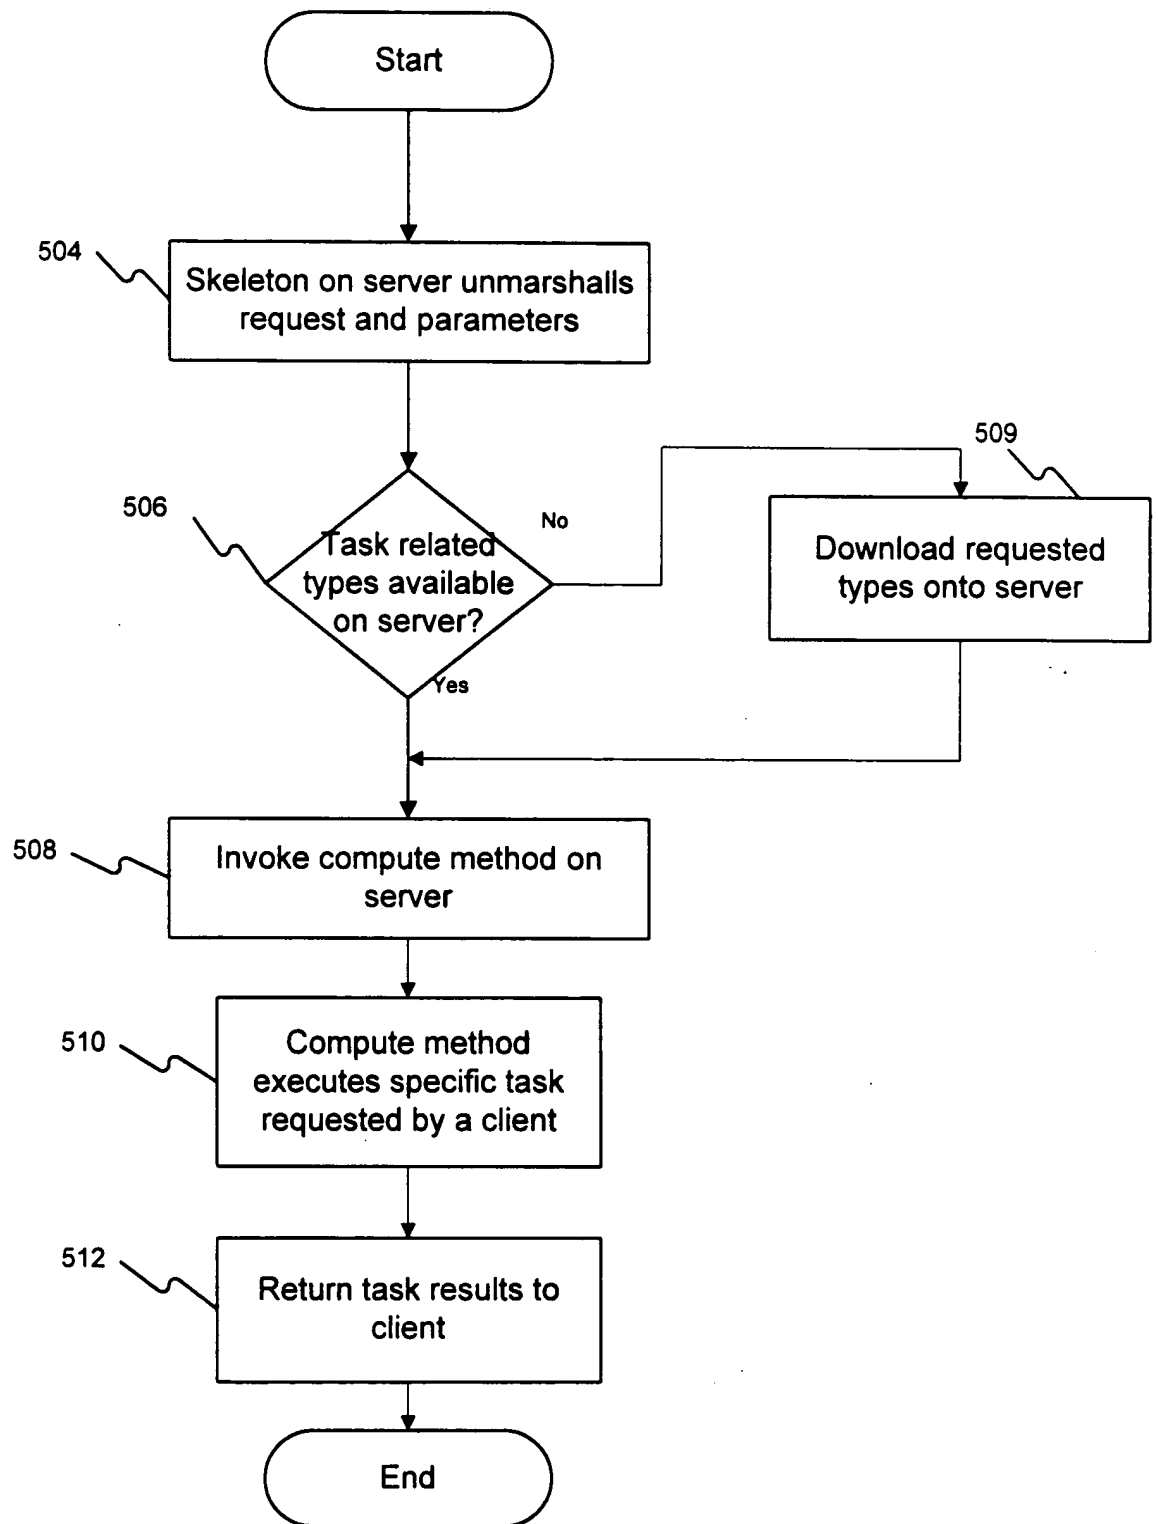 Start
504
Skeleton on server unmarshalls
request and parameters
509
506
No
Task related
types available
on server?
Download requested
types onto server
Yes
508
Invoke compute method on
server
510
Compute method
executes specific task
requested by a client
512
Return task results to
client
End